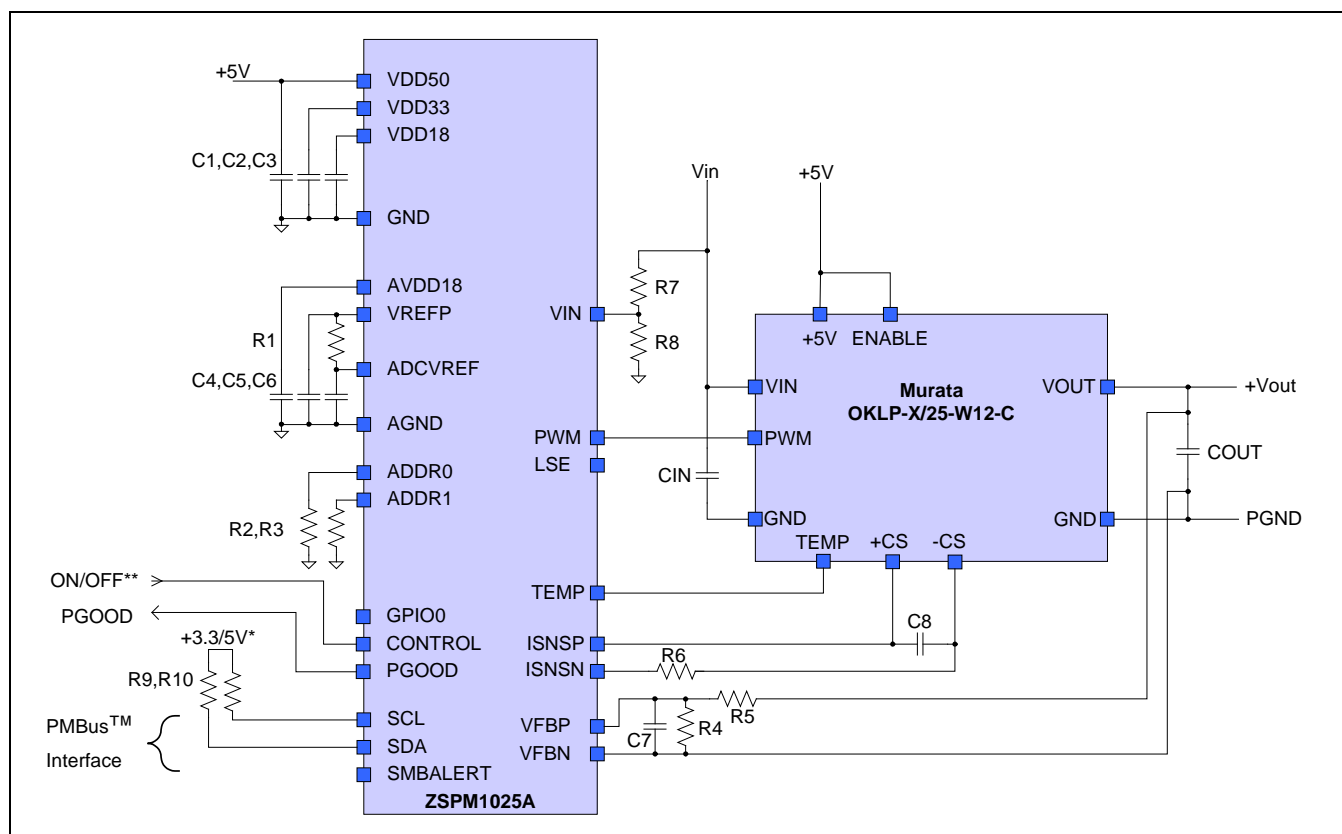 +5V
VDD50
VDD33
VDD18
C1,C2,C3
GND
AVDD18
VREFP
R1
ADCVREF
C4,C5,C6
AGND
ADDR0
ADDR1
R2,R3
ON/OFF**
PGOOD
+3.3/5V*
GPIO0
CONTROL
PGOOD
R9,R10
PMBus™
Interface
SCL
SDA
SMBALERT
ZSPM1025A
VIN
PWM
LSE
TEMP
ISNSP
ISNSN
VFBP
VFBN
Vin
+5V
R7
R8
CIN
+5V
ENABLE
VIN
Murata
OKLP-X/25-W12-C
VOUT
PWM
GND
GND
TEMP
+CS
-CS
+Vout
COUT
PGND
C8
R6
R5
R4
C7